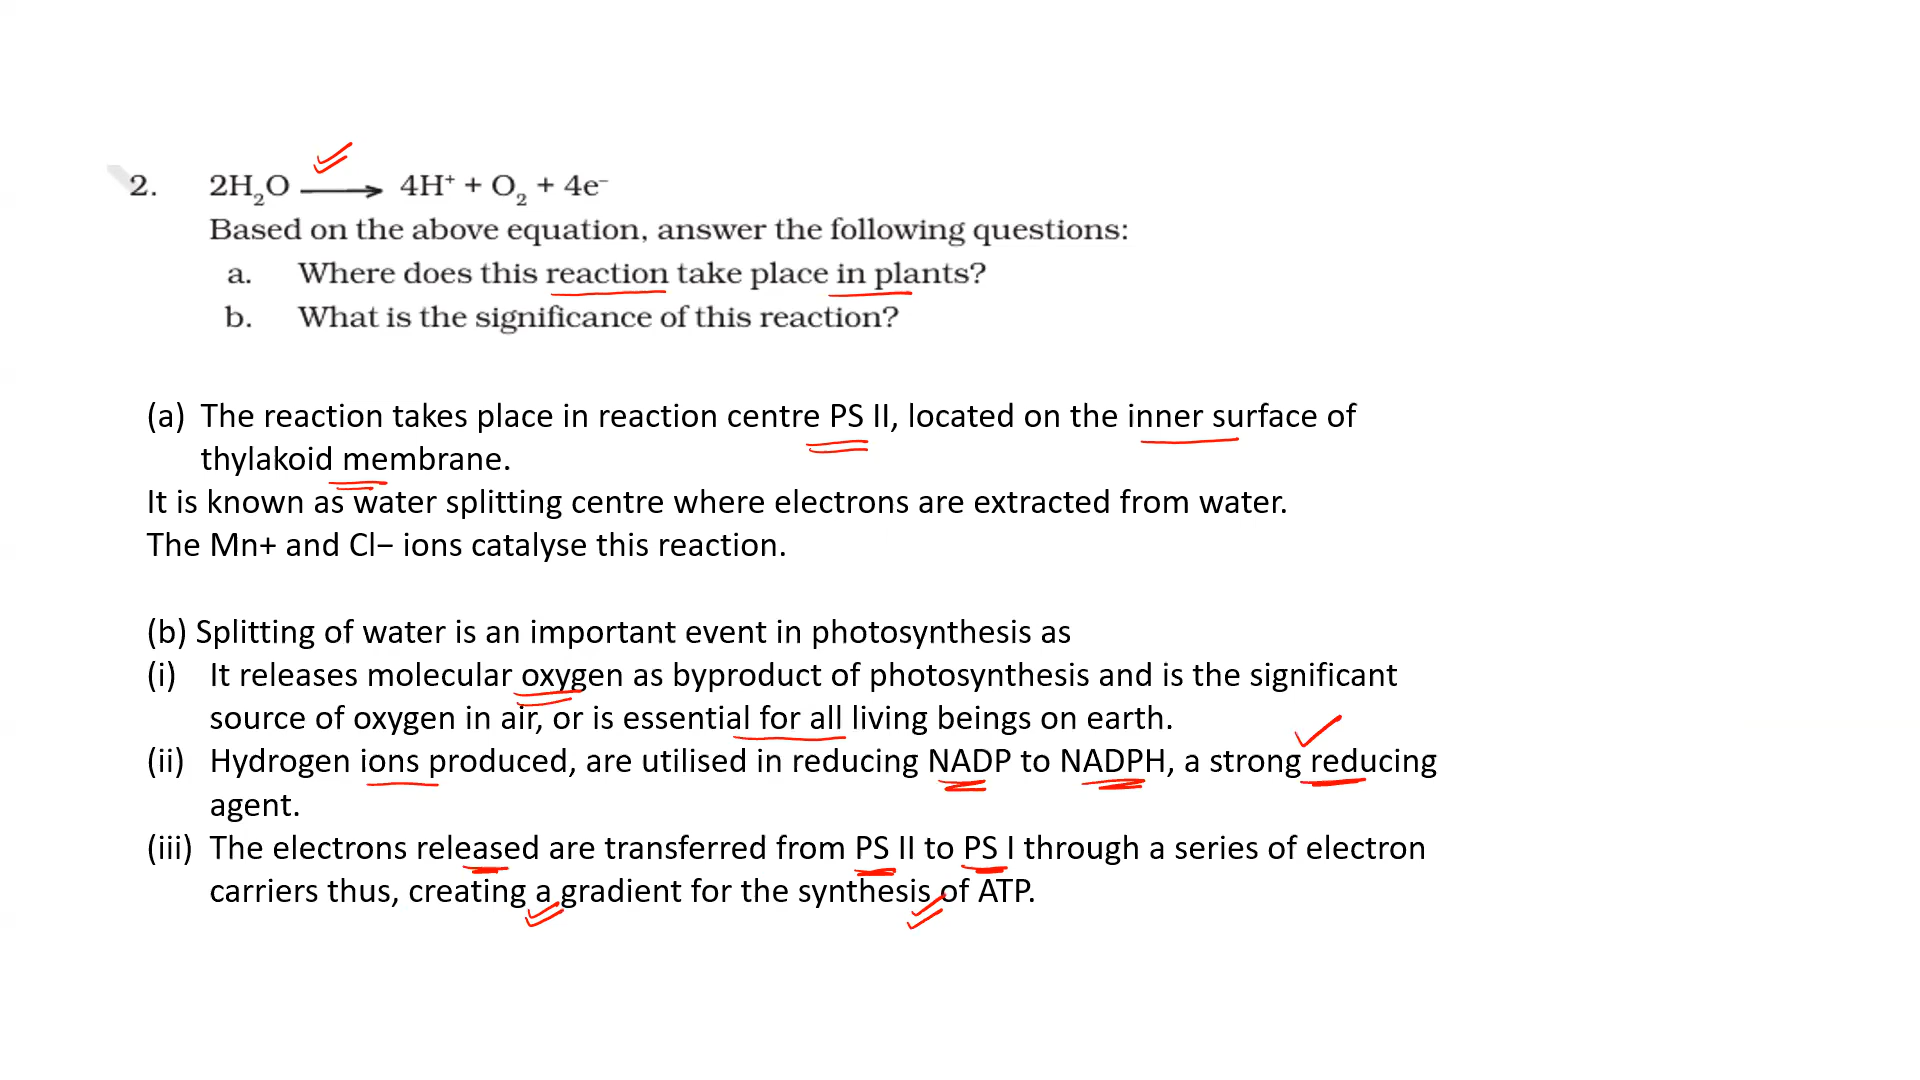 2. 2H₂O ⟶ 4H⁺ + O₂ + 4e⁻
Based on the above equation, answer the following questions:
a. Where does this reaction take place in plants?
b. What is the significance of this reaction?
(a) The reaction takes place in reaction centre PS II, located on the inner surface of
thylakoid membrane.
It is known as water splitting centre where electrons are extracted from water.
The Mn+ and Cl− ions catalyse this reaction.
(b) Splitting of water is an important event in photosynthesis as
(i) It releases molecular oxygen as byproduct of photosynthesis and is the significant
source of oxygen in air, or is essential for all living beings on earth.
(ii) Hydrogen ions produced, are utilised in reducing NADP to NADPH, a strong reducing
agent.
(iii) The electrons released are transferred from PS II to PS I through a series of electron
carriers thus, creating a gradient for the synthesis of ATP.